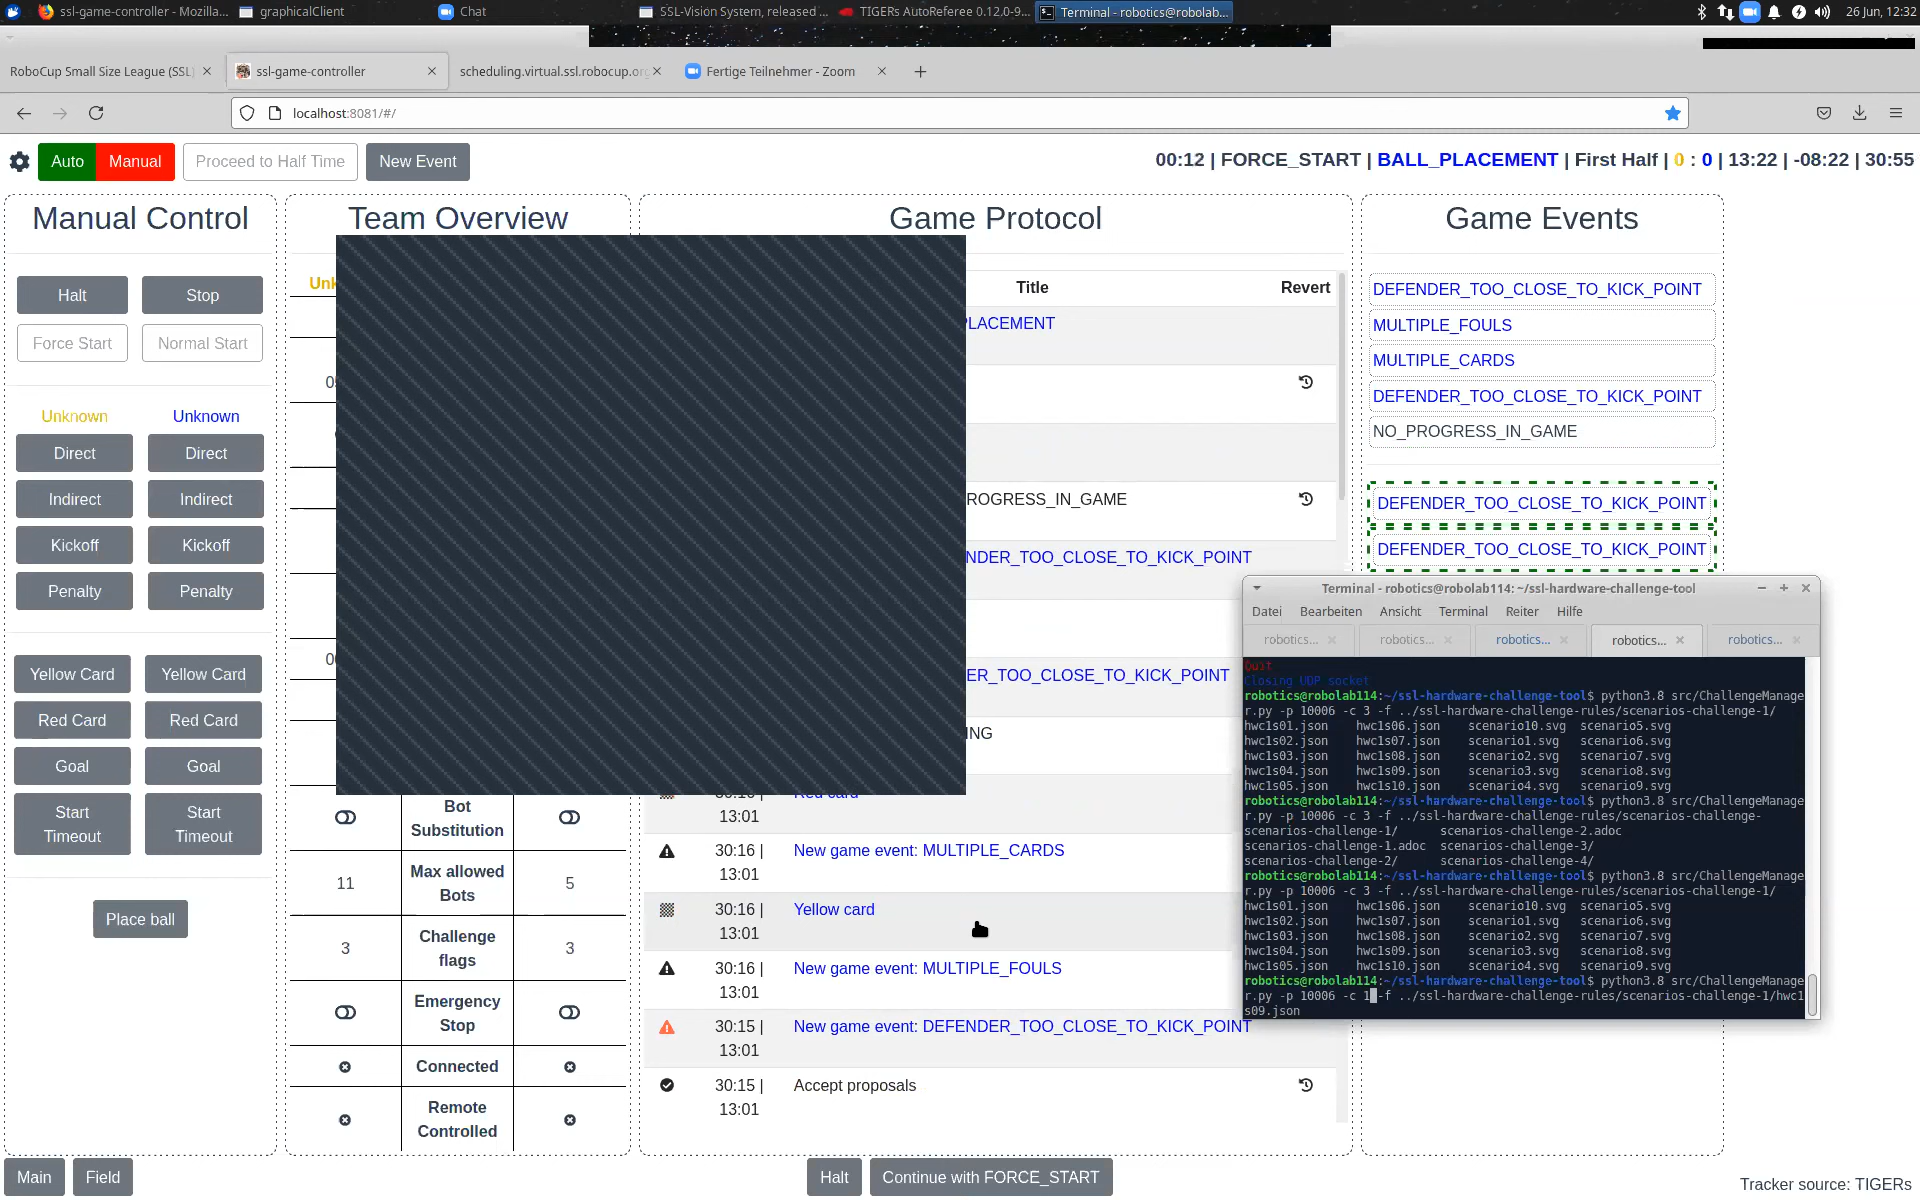 ssl-game-controller - Mozilla...
graphicalClient
Chat
SSL-Vision System, released ...
TIGERs AutoReferee 0.12.0-9...
Terminal - robotics@robolab...
26 Jun, 12:32
RoboCup Small Size League (SSL
ssl-game-controller
scheduling.virtual.ssl.robocup.org
Fertige Teilnehmer - Zoom
localhost:8081/#/
Auto
Manual
Proceed to Half Time
New Event
00:12 | FORCE_START | BALL_PLACEMENT | First Half | 0 : 0 | 13:22 | -08:22 | 30:55
Manual Control
Halt
Stop
Force Start
Normal Start
Unknown
Unknown
Direct
Direct
Indirect
Indirect
Kickoff
Kickoff
Penalty
Penalty
Yellow Card
Yellow Card
Red Card
Red Card
Goal
Goal
Start Timeout
Start Timeout
Place ball
Team Overview
Bot Substitution
11
Max allowed Bots
5
3
Challenge flags
3
Emergency Stop
Connected
Remote Controlled
Game Protocol
Title
Revert
PLACEMENT
ROGRESS_IN_GAME
NDER_TOO_CLOSE_TO_KICK_POINT
ER_TOO_CLOSE_TO_KICK_POINT
ING
13:01
30:16 |
13:01
New game event: MULTIPLE_CARDS
30:16 |
13:01
Yellow card
30:16 |
13:01
New game event: MULTIPLE_FOULS
30:15 |
13:01
New game event: DEFENDER_TOO_CLOSE_TO_KICK_POINT
30:15 |
13:01
Accept proposals
Game Events
DEFENDER_TOO_CLOSE_TO_KICK_POINT
MULTIPLE_FOULS
MULTIPLE_CARDS
DEFENDER_TOO_CLOSE_TO_KICK_POINT
NO_PROGRESS_IN_GAME
DEFENDER_TOO_CLOSE_TO_KICK_POINT
DEFENDER_TOO_CLOSE_TO_KICK_POINT
Terminal - robotics@robolab114: ~/ssl-hardware-challenge-tool
Datei Bearbeiten Ansicht Terminal Reiter Hilfe
robotics... robotics... robotics... robotics... robotics...
Quit
Closing UDP socket
robotics@robolab114:~/ssl-hardware-challenge-tool$ python3.8 src/ChallengeManage
r.py -p 10006 -c 3 -f ../ssl-hardware-challenge-rules/scenarios-challenge-1/
hwc1s01.json hwc1s06.json scenario10.svg scenario5.svg
hwc1s02.json hwc1s07.json scenario1.svg scenario6.svg
hwc1s03.json hwc1s08.json scenario2.svg scenario7.svg
hwc1s04.json hwc1s09.json scenario3.svg scenario8.svg
hwc1s05.json hwc1s10.json scenario4.svg scenario9.svg
robotics@robolab114:~/ssl-hardware-challenge-tool$ python3.8 src/ChallengeManage
r.py -p 10006 -c 3 -f ../ssl-hardware-challenge-rules/scenarios-challenge-
scenarios-challenge-1/ scenarios-challenge-2.adoc
scenarios-challenge-1.adoc scenarios-challenge-3/
scenarios-challenge-2/ scenarios-challenge-4/
robotics@robolab114:~/ssl-hardware-challenge-tool$ python3.8 src/ChallengeManage
r.py -p 10006 -c 3 -f ../ssl-hardware-challenge-rules/scenarios-challenge-1/
hwc1s01.json hwc1s06.json scenario10.svg scenario5.svg
hwc1s02.json hwc1s07.json scenario1.svg scenario6.svg
hwc1s03.json hwc1s08.json scenario2.svg scenario7.svg
hwc1s04.json hwc1s09.json scenario3.svg scenario8.svg
hwc1s05.json hwc1s10.json scenario4.svg scenario9.svg
robotics@robolab114:~/ssl-hardware-challenge-tool$ python3.8 src/ChallengeManage
r.py -p 10006 -c 1 -f ../ssl-hardware-challenge-rules/scenarios-challenge-1/hwc1
s09.json
Main
Field
Halt
Continue with FORCE_START
Tracker source: TIGERs